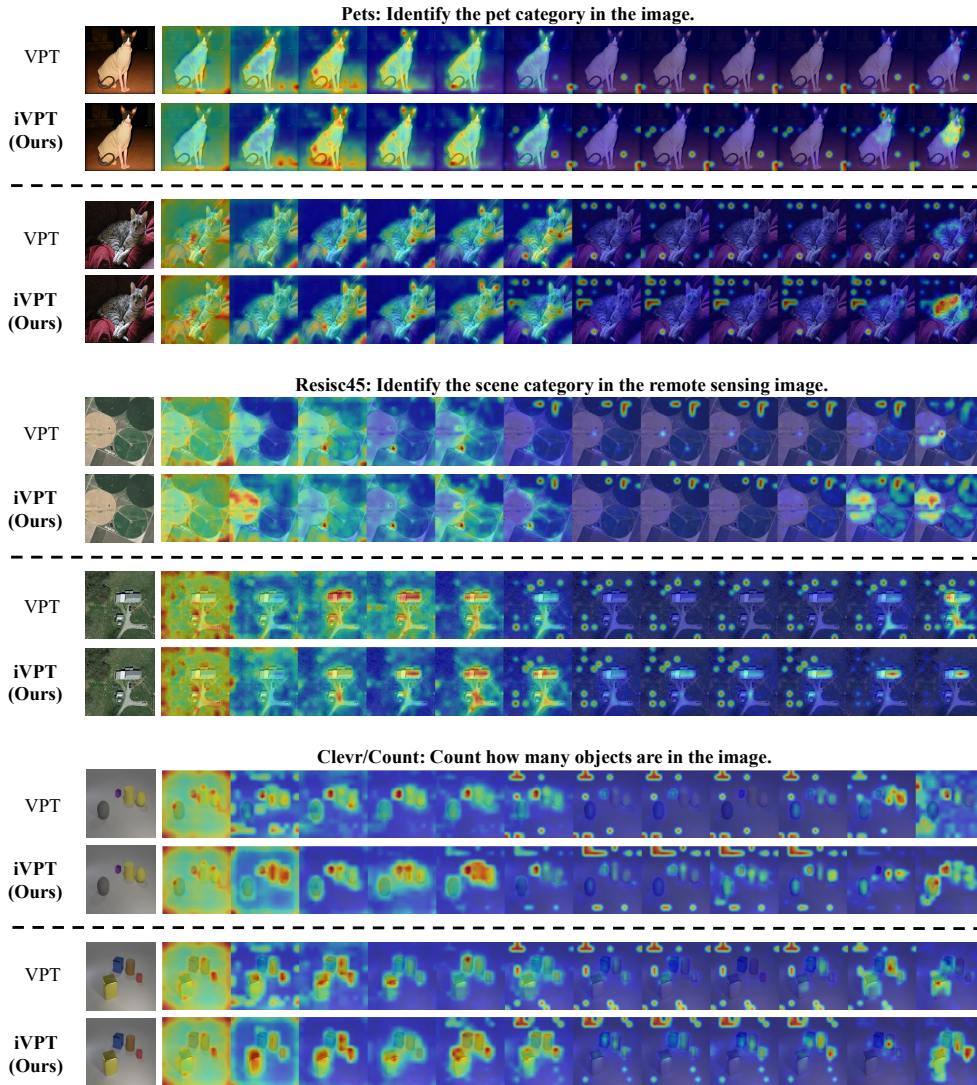 Pets: Identify the pet category in the image.
VPT
iVPT
(Ours)
VPT
iVPT
(Ours)
Resisc45: Identify the scene category in the remote sensing image.
VPT
iVPT
(Ours)
VPT
iVPT
(Ours)
Clevr/Count: Count how many objects are in the image.
VPT
iVPT
(Ours)
VPT
iVPT
(Ours)